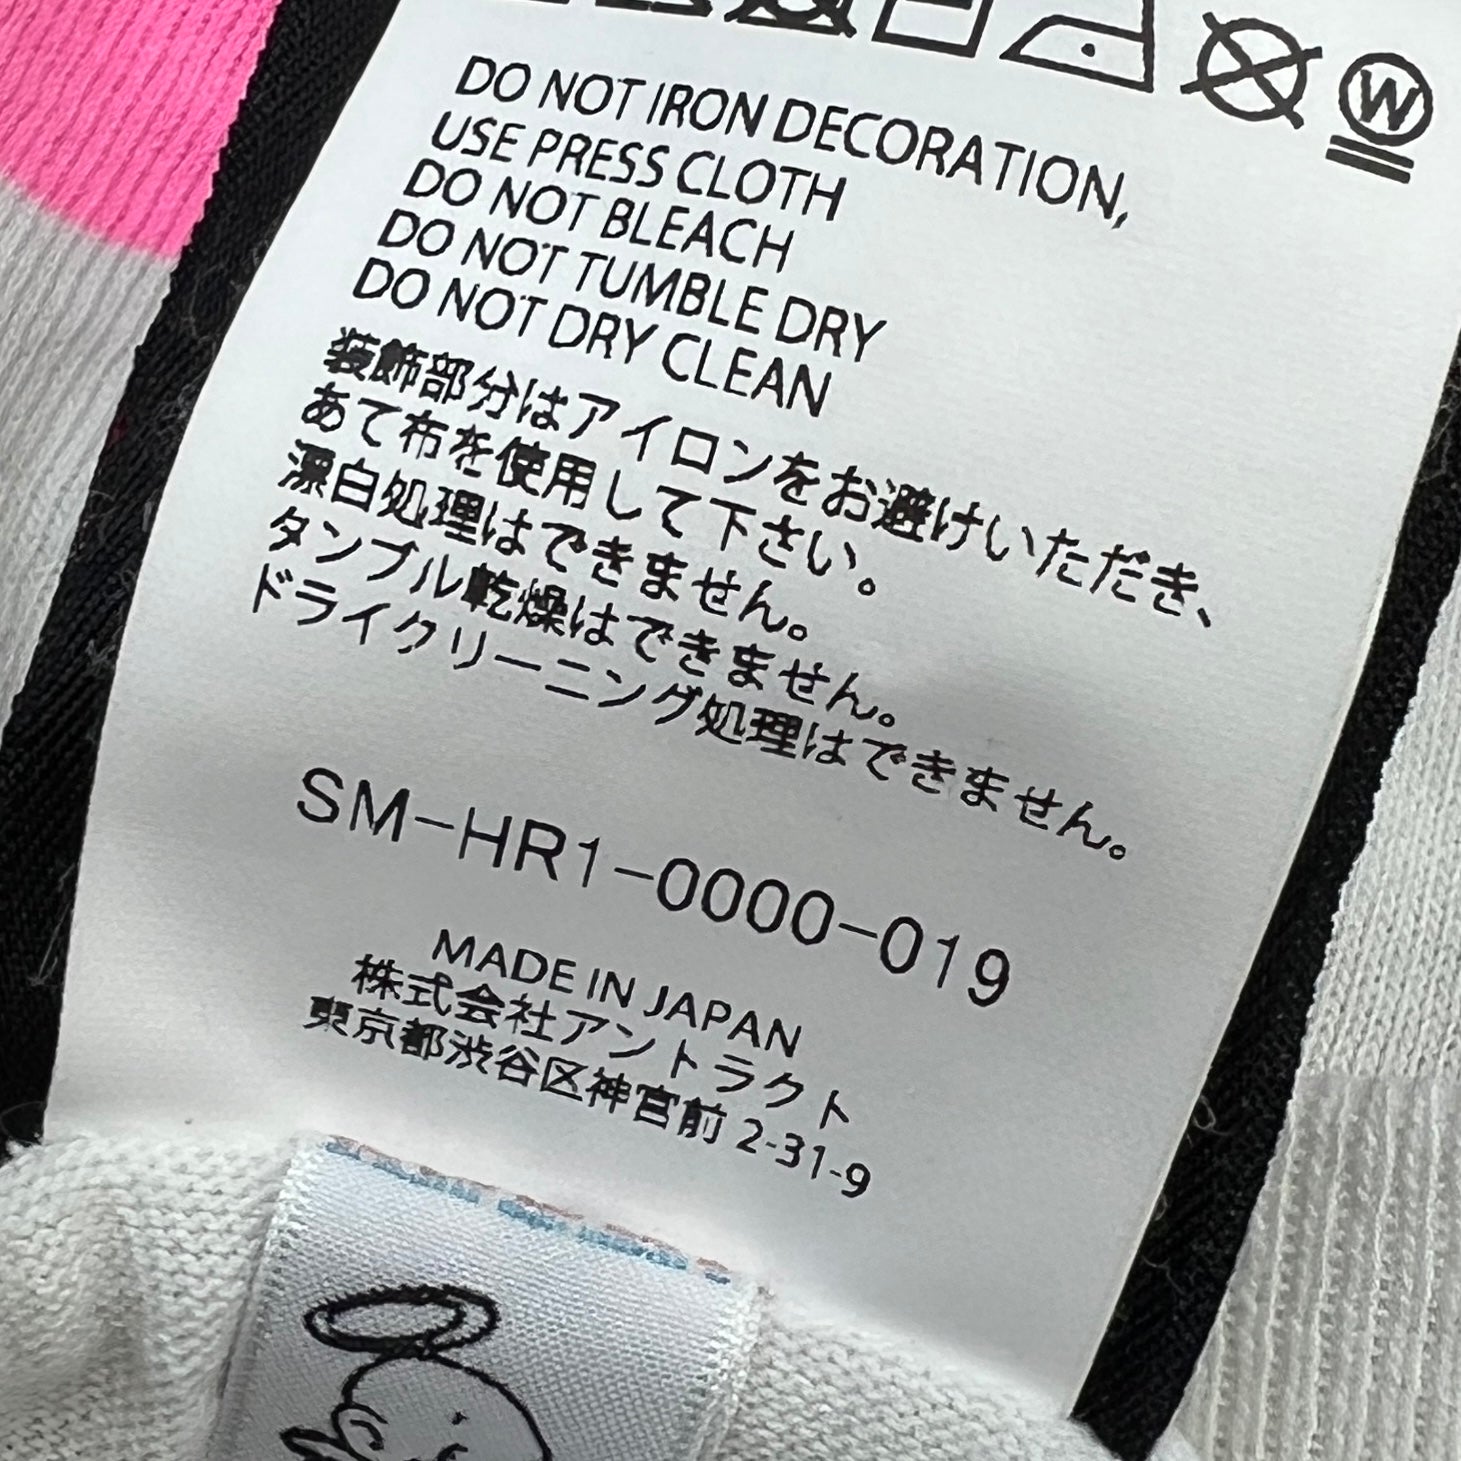 W
DO NOT IRON DECORATION,
USE PRESS CLOTH
DO NOT BLEACH
DO NOT TUMBLE DRY
DO NOT DRY CLEAN
装飾部分はアイロンをお避けいただき、
あて布を使用して下さい。
漂白処理はできません。
タンブル乾燥はできません。
ドライクリーニング処理はできません。
SM-HR1-0000-019
MADE IN JAPAN
株式会社アントラクト
東京都渋谷区神宮前 2-31-9